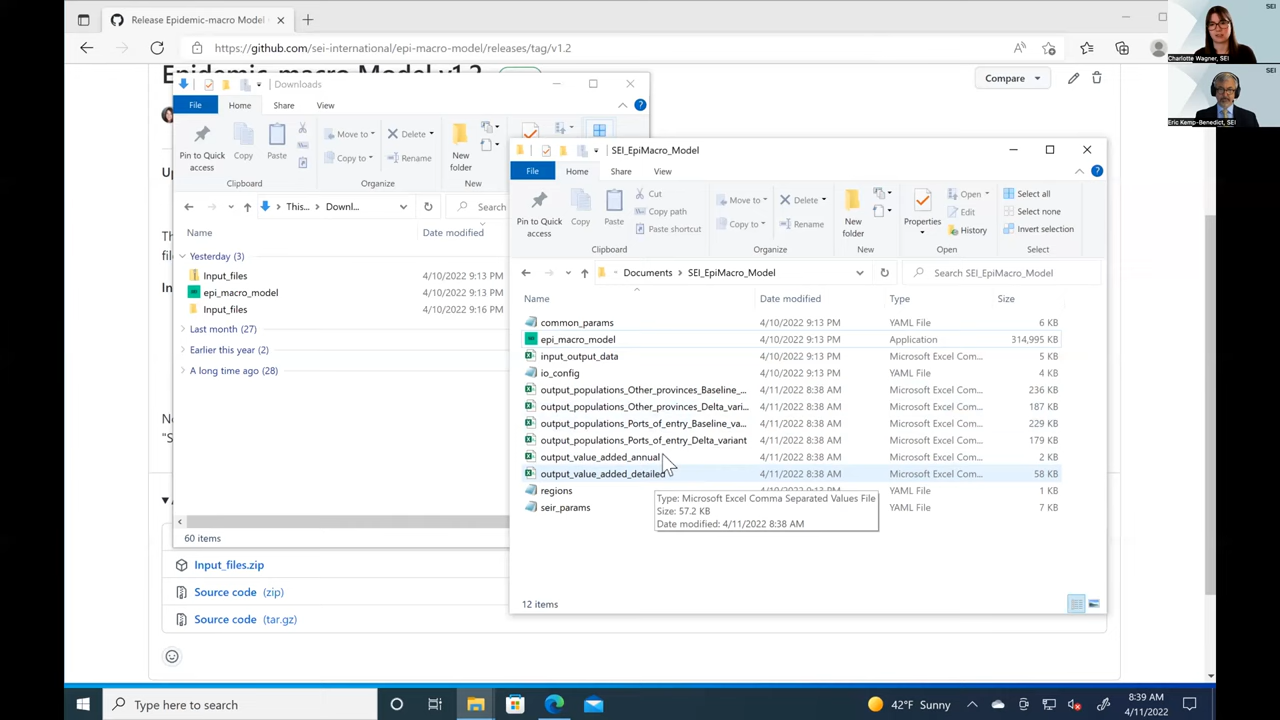 Release Epidemic-macro Model
https://github.com/sei-international/epi-macro-model/releases/tag/v1.2
SEI
Charlotte Wagner, SEI
SEI
Eric Kemp-Benedict, SEI
Epidemic-macro Model v1.2
Compare
Downloads
File
Home
Share
View
Pin to Quick access
Copy
Paste
Move to
Copy to
Delete
Rename
New folder
Clipboard
Organize
New
This...
Downl...
Search
Name
Date modified
Yesterday (3)
Input_files 4/10/2022 9:13 PM
epi_macro_model 4/10/2022 9:13 PM
Input_files 4/10/2022 9:16 PM
Last month (27)
Earlier this year (2)
A long time ago (28)
60 items
SEI_EpiMacro_Model
File
Home
Share
View
Pin to Quick access
Copy
Paste
Cut
Copy path
Paste shortcut
Move to
Copy to
Delete
Rename
New folder
Properties
Open
Edit
History
Select all
Select none
Invert selection
Clipboard
Organize
New
Open
Select
Documents
SEI_EpiMacro_Model
Search SEI_EpiMacro_Model
Name Date modified Type Size
common_params 4/10/2022 9:13 PM YAML File 6 KB
epi_macro_model 4/10/2022 9:13 PM Application 314,995 KB
input_output_data 4/10/2022 9:13 PM Microsoft Excel Com... 5 KB
io_config 4/10/2022 9:13 PM YAML File 4 KB
output_populations_Other_provinces_Baseline_... 4/11/2022 8:38 AM Microsoft Excel Com... 236 KB
output_populations_Other_provinces_Delta_vari... 4/11/2022 8:38 AM Microsoft Excel Com... 187 KB
output_populations_Ports_of_entry_Baseline_va... 4/11/2022 8:38 AM Microsoft Excel Com... 229 KB
output_populations_Ports_of_entry_Delta_variant 4/11/2022 8:38 AM Microsoft Excel Com... 179 KB
output_value_added_annual 4/11/2022 8:38 AM Microsoft Excel Com... 2 KB
output_value_added_detailed 4/11/2022 8:38 AM Microsoft Excel Com... 58 KB
regions 4/10/2022 9:13 PM YAML File 1 KB
seir_params YAML File 7 KB
Type: Microsoft Excel Comma Separated Values File
Size: 57.2 KB
Date modified: 4/11/2022 8:38 AM
12 items
Input_files.zip
Source code (zip)
Source code (tar.gz)
Type here to search
42°F Sunny
8:39 AM
4/11/2022